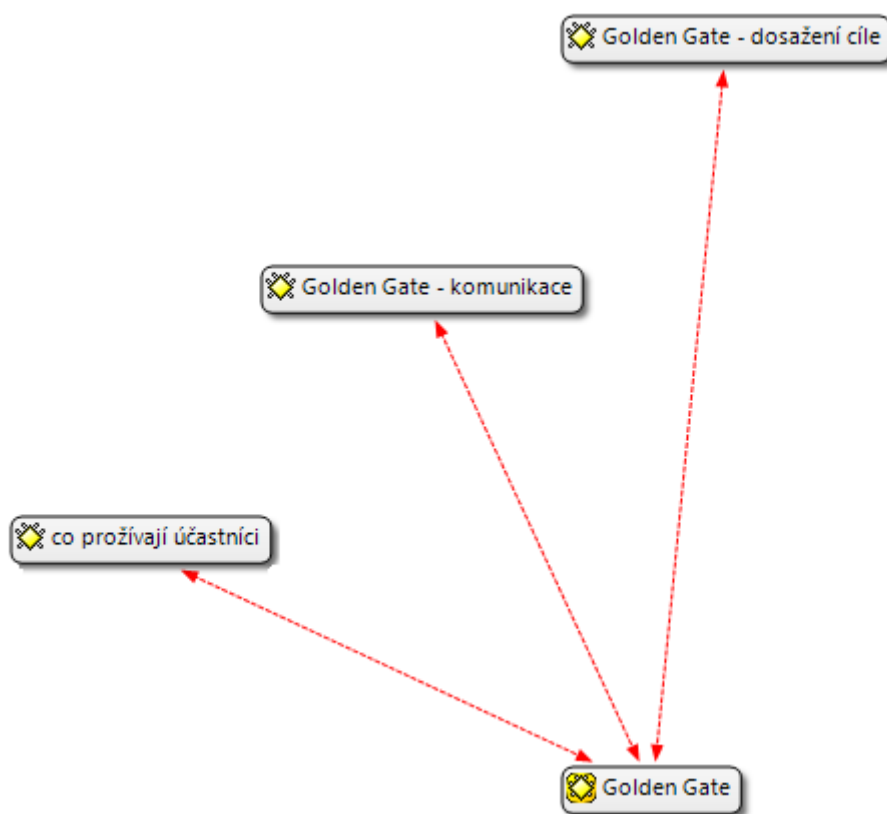 Golden Gate - dosažení cíle
Golden Gate - komunikace
co prožívají účastníci
Golden Gate